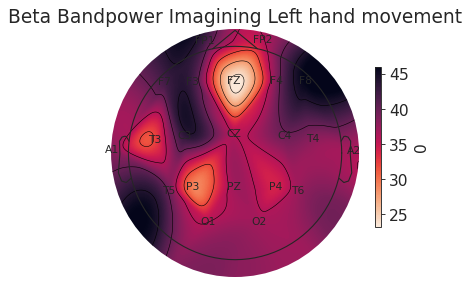 Beta Bandpower Imagining Left hand movement
FP2
F4
FZ
F8
45
40
CZ
C4
T4
T3
A1
A2
35
0
30
T5
P3
PZ
P4
T6
25
O1
O2